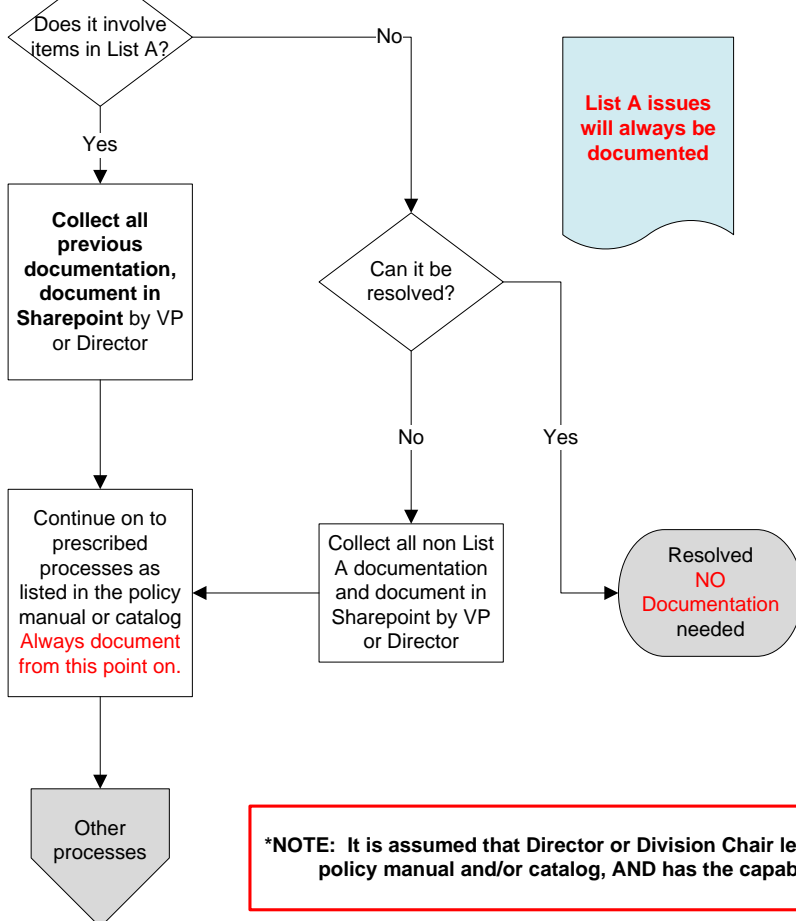 Does it involve
items in List A?
No
List A issues
will always be
documented
Yes
Collect all
previous
documentation,
document in
Sharepoint by VP
or Director
Can it be
resolved?
No
Yes
Continue on to
prescribed
processes as
listed in the policy
manual or catalog
Always document
from this point on.
Collect all non List
A documentation
and document in
Sharepoint by VP
or Director
Resolved
NO
Documentation
needed
Other
processes
*NOTE:  It is assumed that Director or Division Chair le
policy manual and/or catalog, AND has the capab